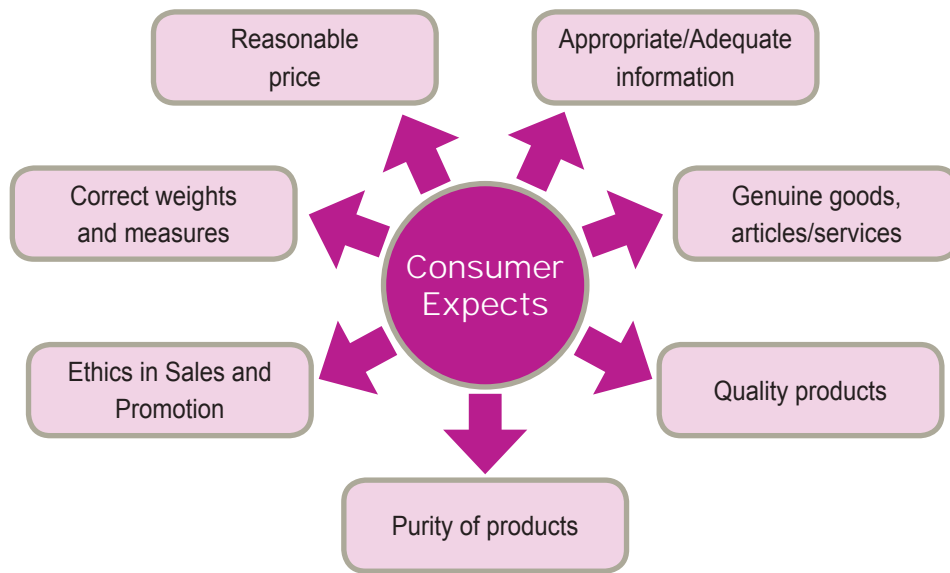 Reasonable
price
Appropriate/Adequate
information
Correct weights
and measures
Genuine goods,
articles/services
Consumer
Expects
Ethics in Sales and
Promotion
Quality products
Purity of products